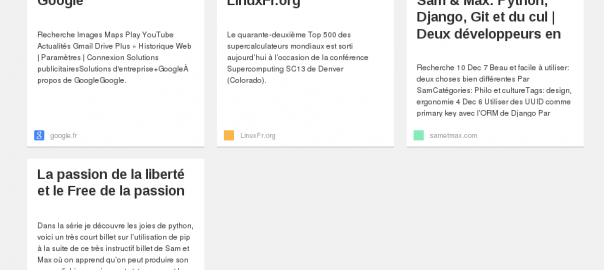 Google
Recherche Images Maps Play YouTube
Actualités Gmail Drive Plus » Historique Web
| Paramètres | Connexion Solutions
publicitairesSolutions d'entreprise+GoogleÀ
propos de GoogleGoogle.
google.fr
LinuxFr.org
Le quarante-deuxième Top 500 des
supercalculateurs mondiaux est sorti
aujourd'hui à l'occasion de la conférence
Supercomputing SC13 de Denver
(Colorado).
LinuxFr.org
Sam & Max: Python,
Django, Git et du cul |
Deux développeurs en
Recherche 10 Dec 7 Beau et facile à utiliser:
deux choses bien différentes Par
SamCatégories: Philo et cultureTags: design,
ergonomie 4 Dec 6 Utiliser des UUID comme
primary key avec l'ORM de Django Par
sametmax.com
La passion de la liberté
et le Free de la passion
Dans la série je découvre les joies de python,
voici un très court billet sur l'utilisation de pip
à la suite de ce très instructif billet de Sam et
Max où on apprend qu'on peut produire son